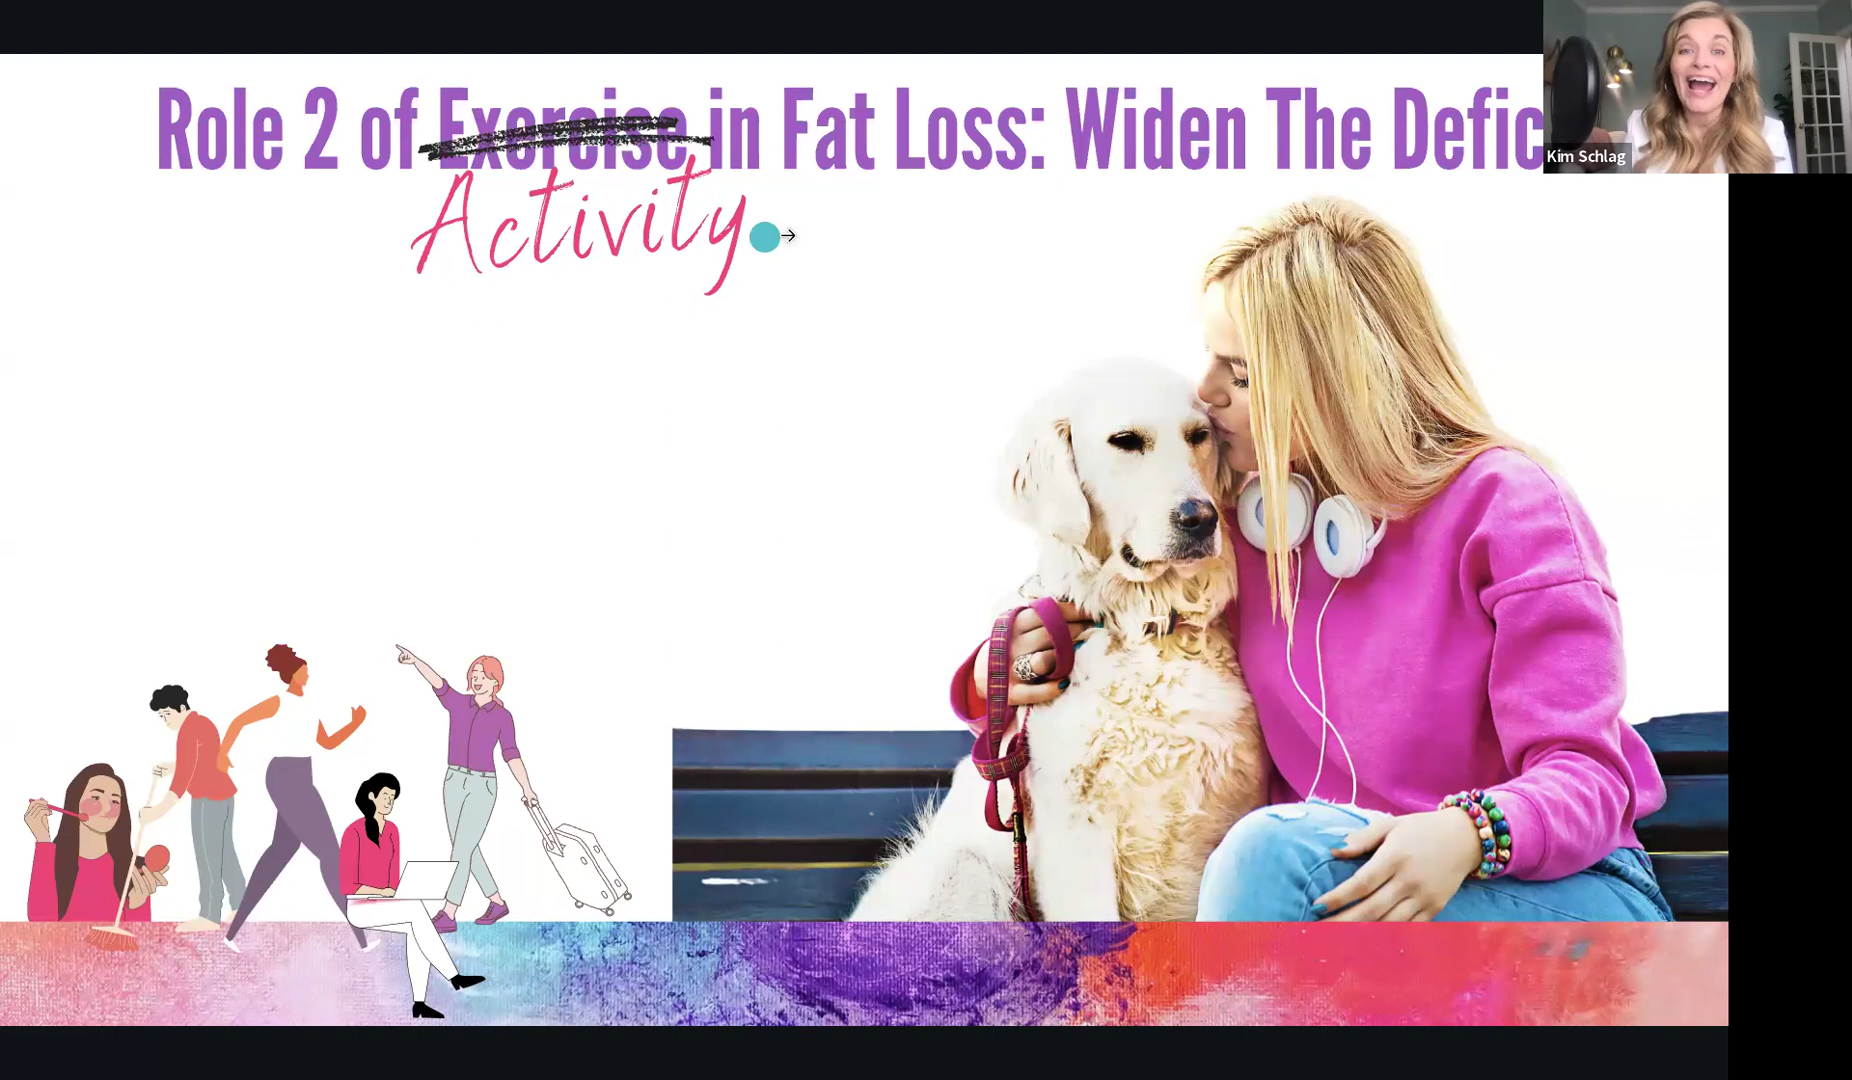 Role 2 of Exercise in Fat Loss: Widen The Defic
Activity
Kim Schlag